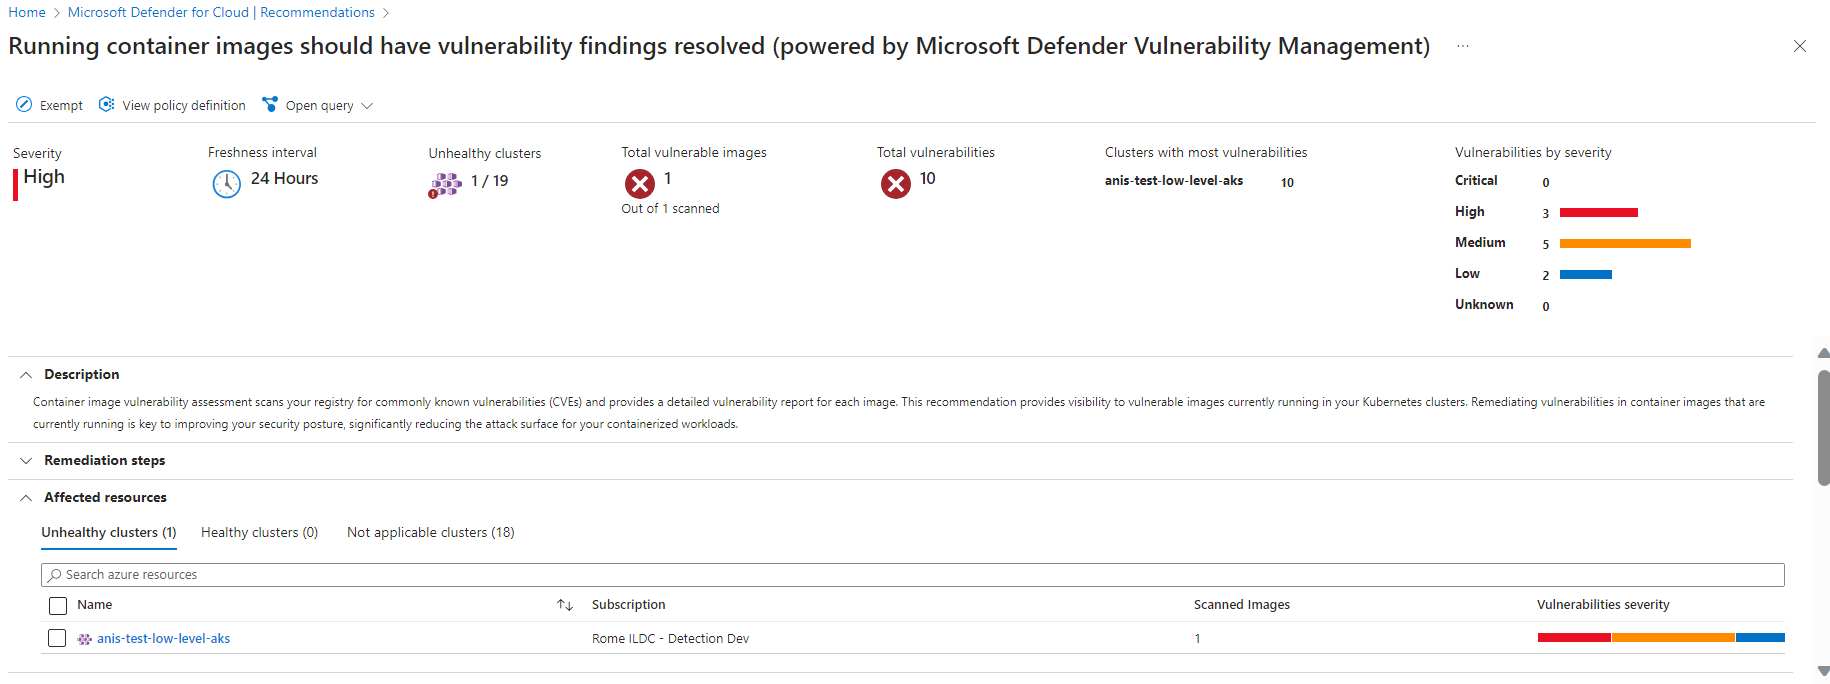 Home > Microsoft Defender for Cloud | Recommendations >
Running container images should have vulnerability findings resolved (powered by Microsoft Defender Vulnerability Management) ...
Exempt View policy definition Open query
Severity
High
Freshness interval
24 Hours
Unhealthy clusters
1 / 19
Total vulnerable images
1
Out of 1 scanned
Total vulnerabilities
10
Clusters with most vulnerabilities
anis-test-low-level-aks 10
Vulnerabilities by severity
Critical 0
High 3
Medium 5
Low 2
Unknown 0
Description
Container image vulnerability assessment scans your registry for commonly known vulnerabilities (CVEs) and provides a detailed vulnerability report for each image. This recommendation provides visibility to vulnerable images currently running in your Kubernetes clusters. Remediating vulnerabilities in container images that are
currently running is key to improving your security posture, significantly reducing the attack surface for your containerized workloads.
Remediation steps
Affected resources
Unhealthy clusters (1) Healthy clusters (0) Not applicable clusters (18)
Search azure resources
Name Subscription Scanned Images Vulnerabilities severity
anis-test-low-level-aks Rome ILDC - Detection Dev 1